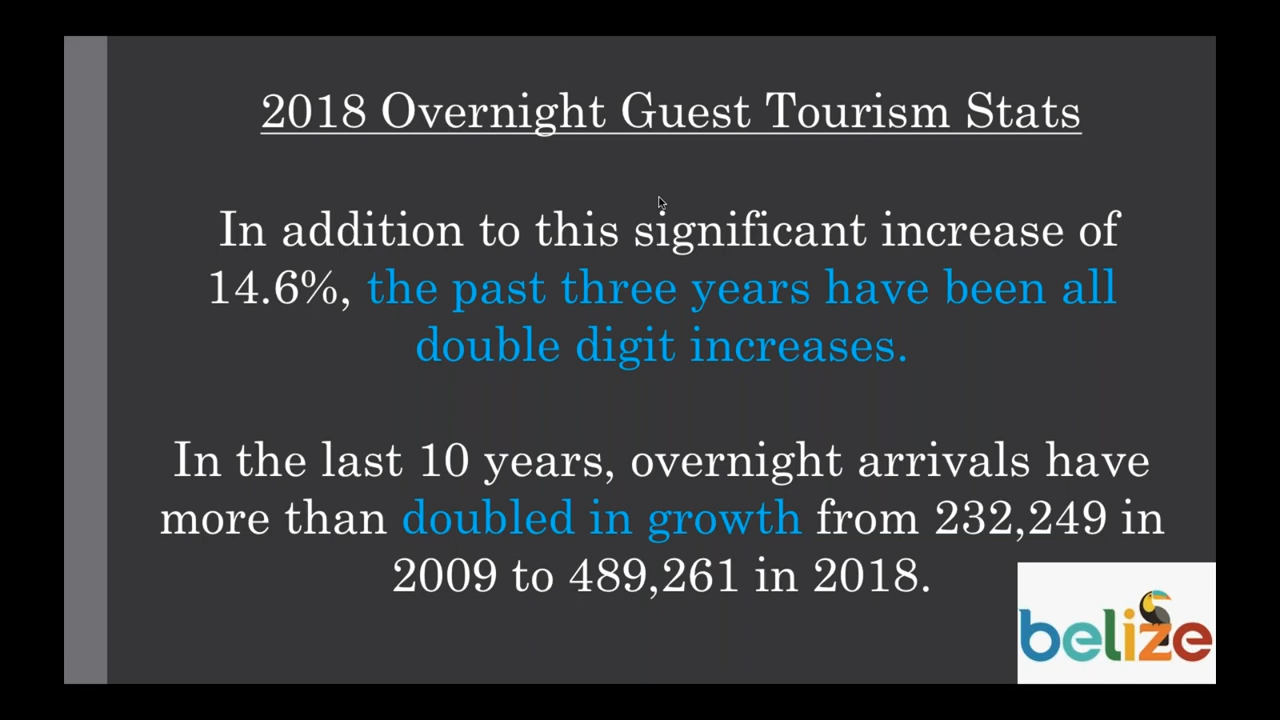 2018 Overnight Guest Tourism Stats
In addition to this significant increase of
14.6%, the past three years have been all
double digit increases.
In the last 10 years, overnight arrivals have
more than doubled in growth from 232,249 in
2009 to 489,261 in 2018.
belize